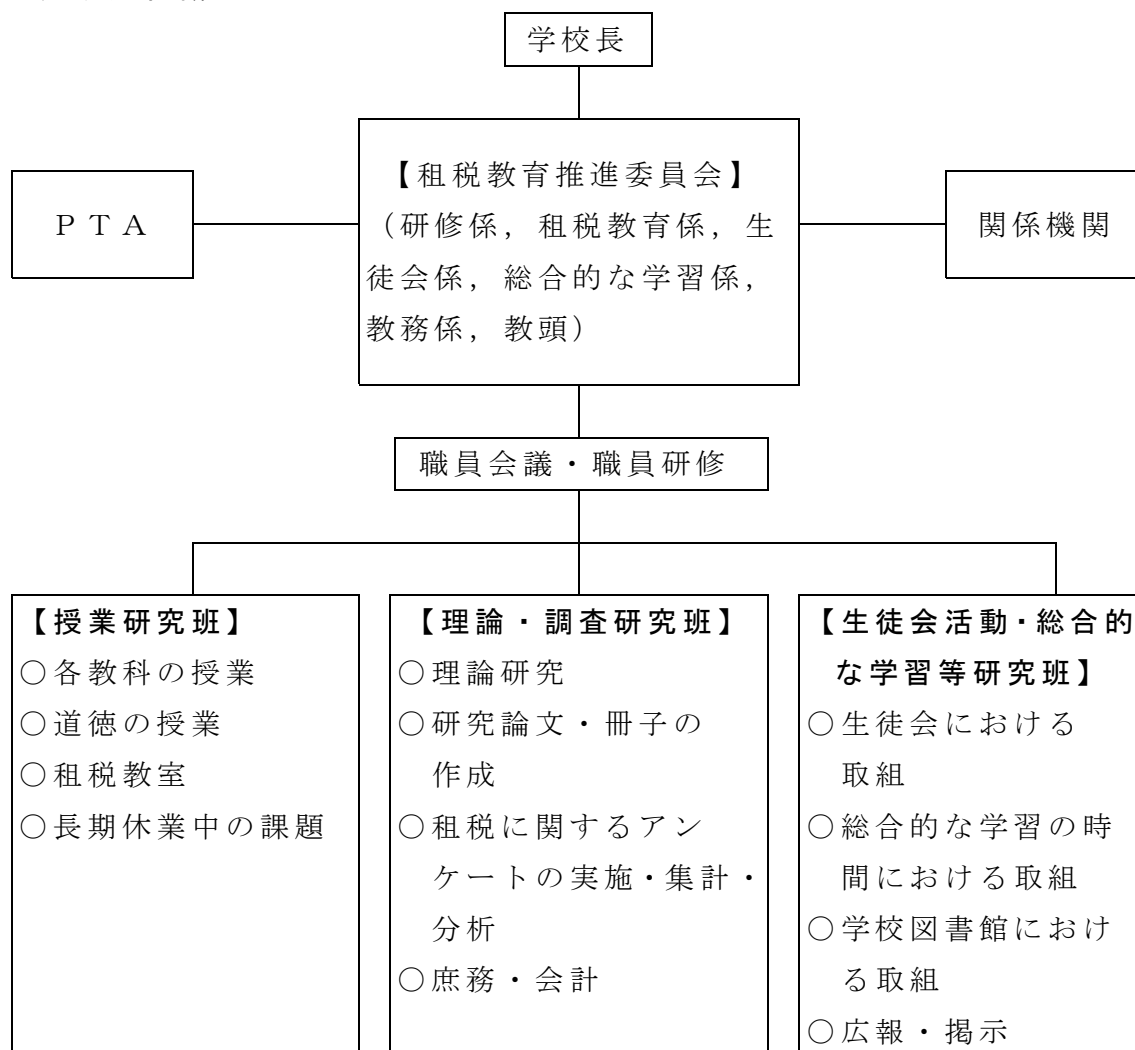 学校長
【租税教育推進委員会】
（研修係，租税教育係，生
徒会係，総合的な学習係，
教務係，教頭）
ＰＴＡ
関係機関
職員会議・職員研修
【授業研究班】
○各教科の授業
○道徳の授業
○租税教室
○長期休業中の課題
【理論・調査研究班】
○理論研究
○研究論文・冊子の
作成
○租税に関するアン
ケートの実施・集計・
分析
○庶務・会計
【生徒会活動・総合的
な学習等研究班】
○生徒会における
取組
○総合的な学習の時
間における取組
○学校図書館におけ
る取組
○広報・掲示